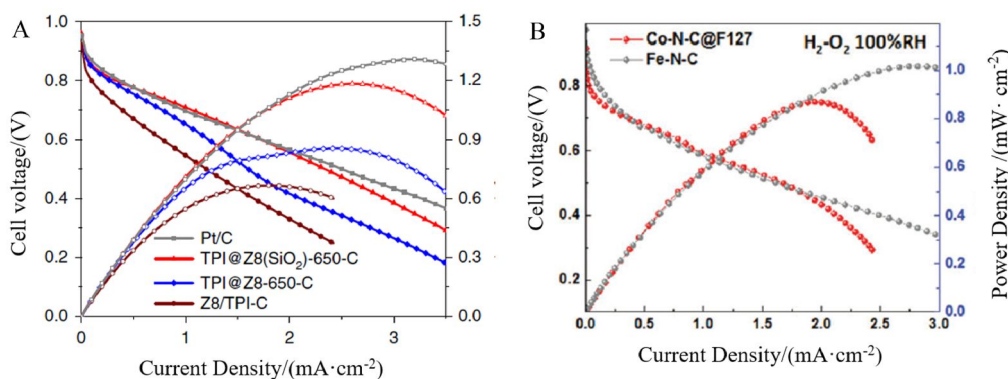 A
Cell voltage/(V)
1.0
0.8
0.6
0.4
0.2
0.0
1.5
1.2
0.9
0.6
0.3
0.0
Pt/C
TPI@Z8(SiO₂)-650-C
TPI@Z8-650-C
Z8/TPI-C
0
1
2
3
Current Density/(mA·cm⁻²)
B
Co-N-C@F127
Fe-N-C
H₂-O₂ 100%RH
Cell voltage/(V)
0.8
0.6
0.4
0.2
1.0
0.8
0.6
0.4
0.2
0.0
Power Density /(mW· cm⁻²)
0.0
0.5
1.0
1.5
2.0
2.5
3.0
Current Density/(mA·cm⁻²)